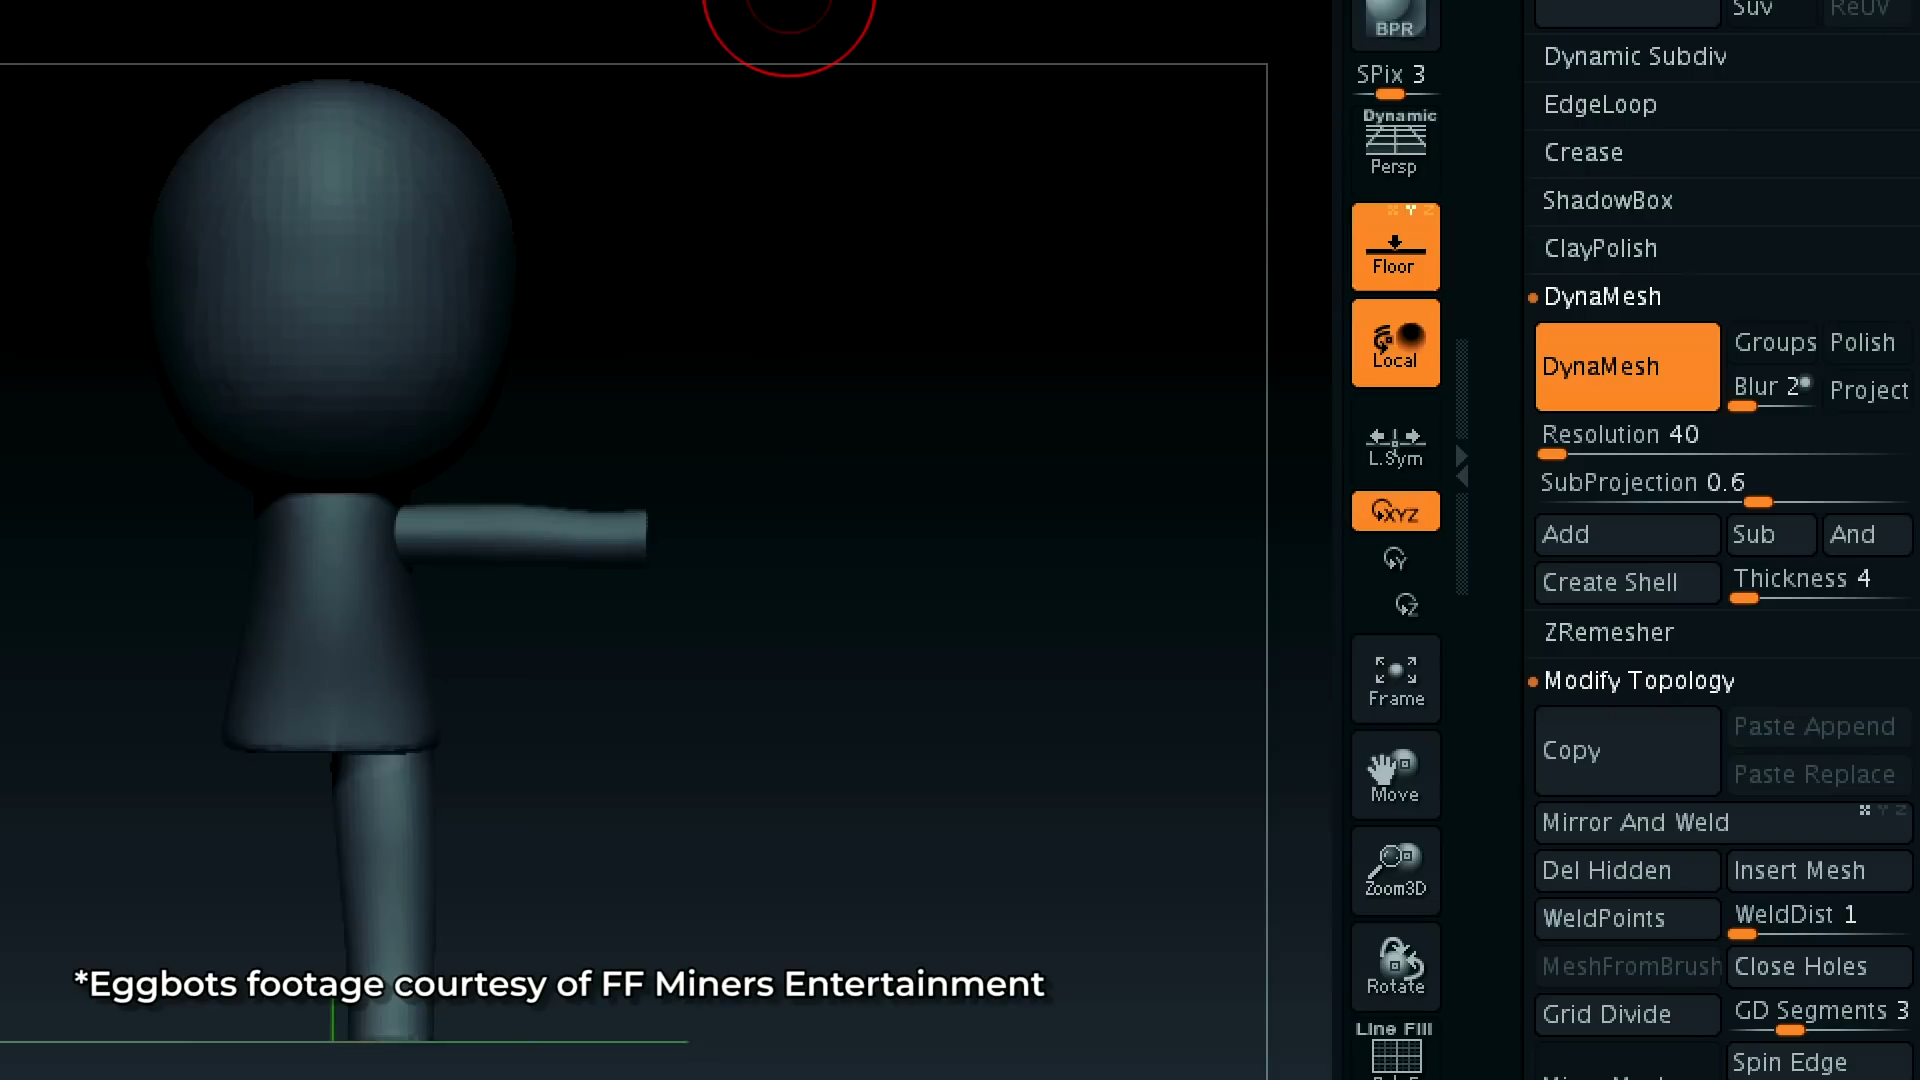 BPR
SPix 3
Dynamic
Persp
Floor
Local
L.Sym
XYZ
Y
Z
Frame
Move
Zoom3D
Rotate
Line Fill
Suv ReUV
Dynamic Subdiv
EdgeLoop
Crease
ShadowBox
ClayPolish
DynaMesh
DynaMesh Groups Polish
Blur 2 Project
Resolution 40
SubProjection 0.6
Add Sub And
Create Shell Thickness 4
ZRemesher
Modify Topology
Copy Paste Append
Paste Replace
Mirror And Weld X Y Z
Del Hidden Insert Mesh
WeldPoints WeldDist 1
MeshFromBrush Close Holes
Grid Divide GD Segments 3
Spin Edge
*Eggbots footage courtesy of FF Miners Entertainment